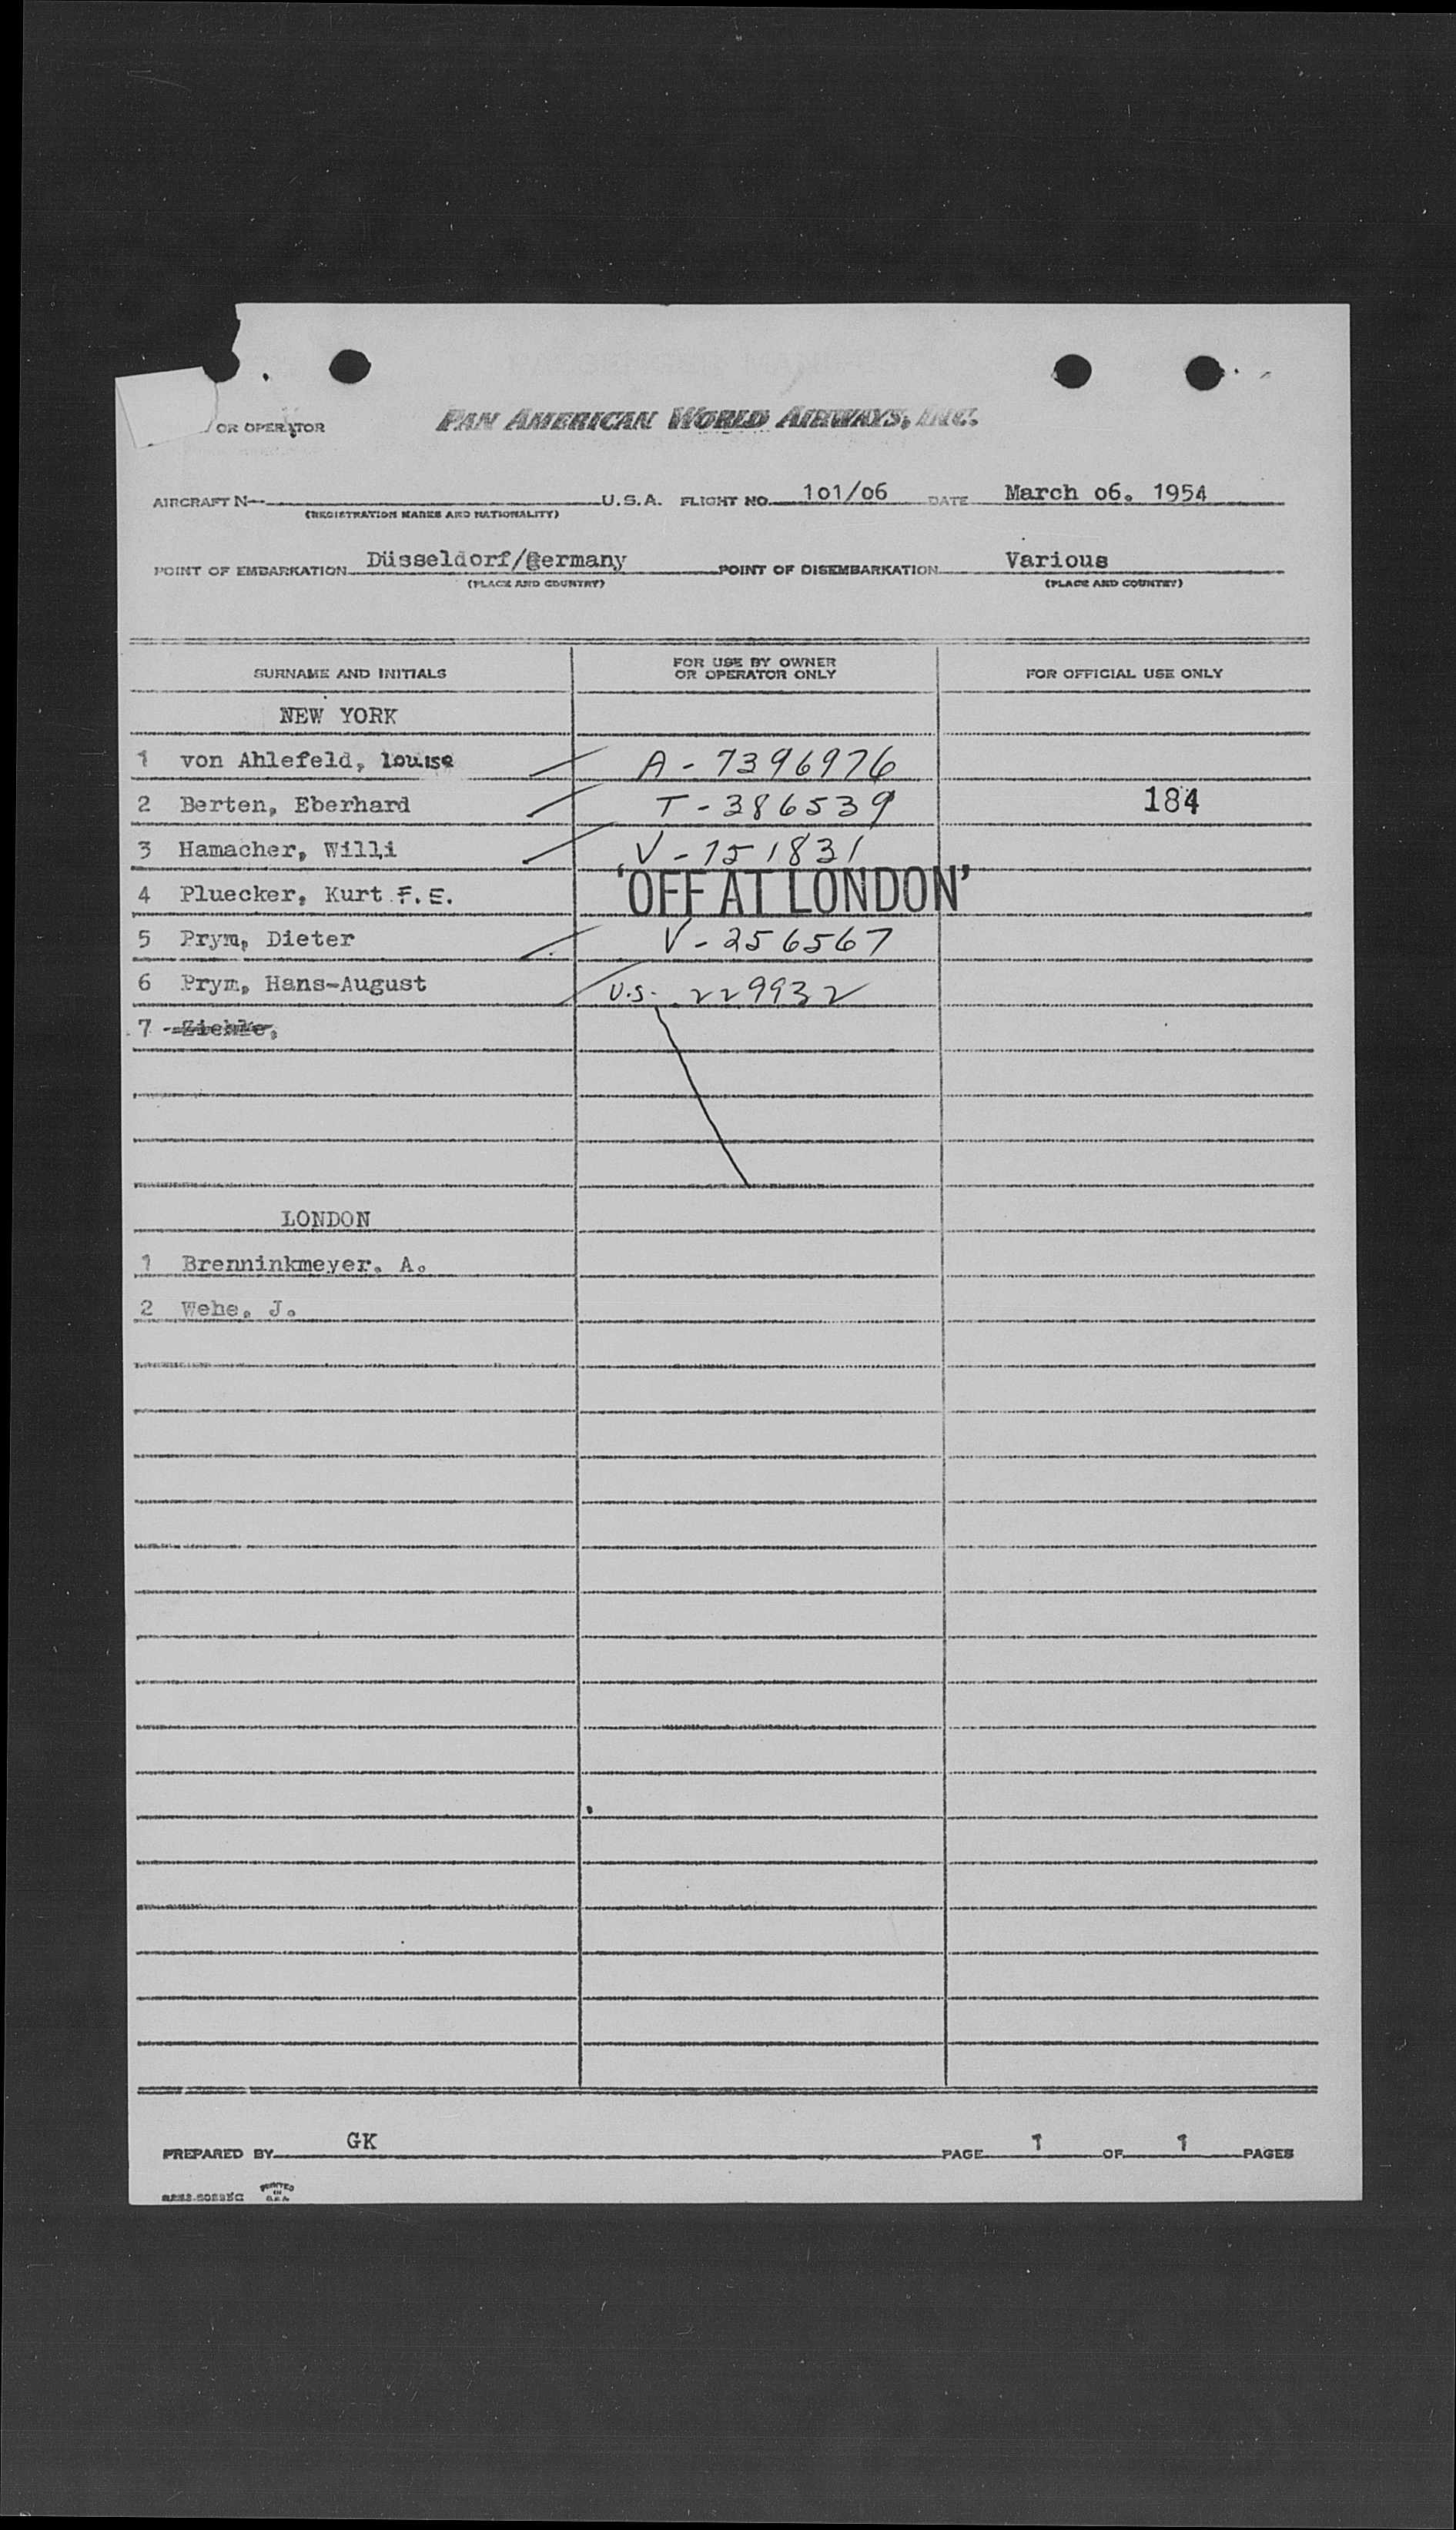 OR OPERATOR PAN AMERICAN WORLD AIRWAYS, INC.
AIRCRAFT N— U.S.A. FLIGHT NO. 101/06 DATE March 06. 1954
(REGISTRATION MARKS AND NATIONALITY)
POINT OF EMBARKATION Düsseldorf/Germany POINT OF DISEMBARKATION Various
(PLACE AND COUNTRY) (PLACE AND COUNTRY)
SURNAME AND INITIALS FOR USE BY OWNER OR OPERATOR ONLY FOR OFFICIAL USE ONLY
NEW YORK
1 von Ahlefeld, Louise A-7396976
2 Berten, Eberhard T-386539 184
3 Hamacher, Willi V-151831
4 Pluecker, Kurt F.E. 'OFF AT LONDON'
5 Prym, Dieter V-256567
6 Prym, Hans-August U.S. 229932
7
LONDON
1 Brenninkmeyer. A.
2 Wehe. J.
PREPARED BY GK PAGE 1 OF 1 PAGES
PRINTED IN U.S.A.